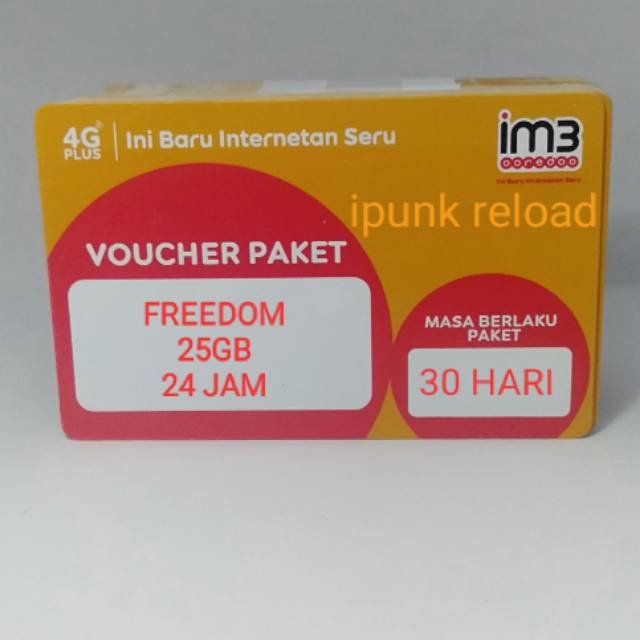 4G PLUS | Ini Baru Internetan Seru
im3
ooredoo
Ini Baru Internetan Seru
ipunk reload
VOUCHER PAKET
FREEDOM
25GB
24 JAM
MASA BERLAKU
PAKET
30 HARI